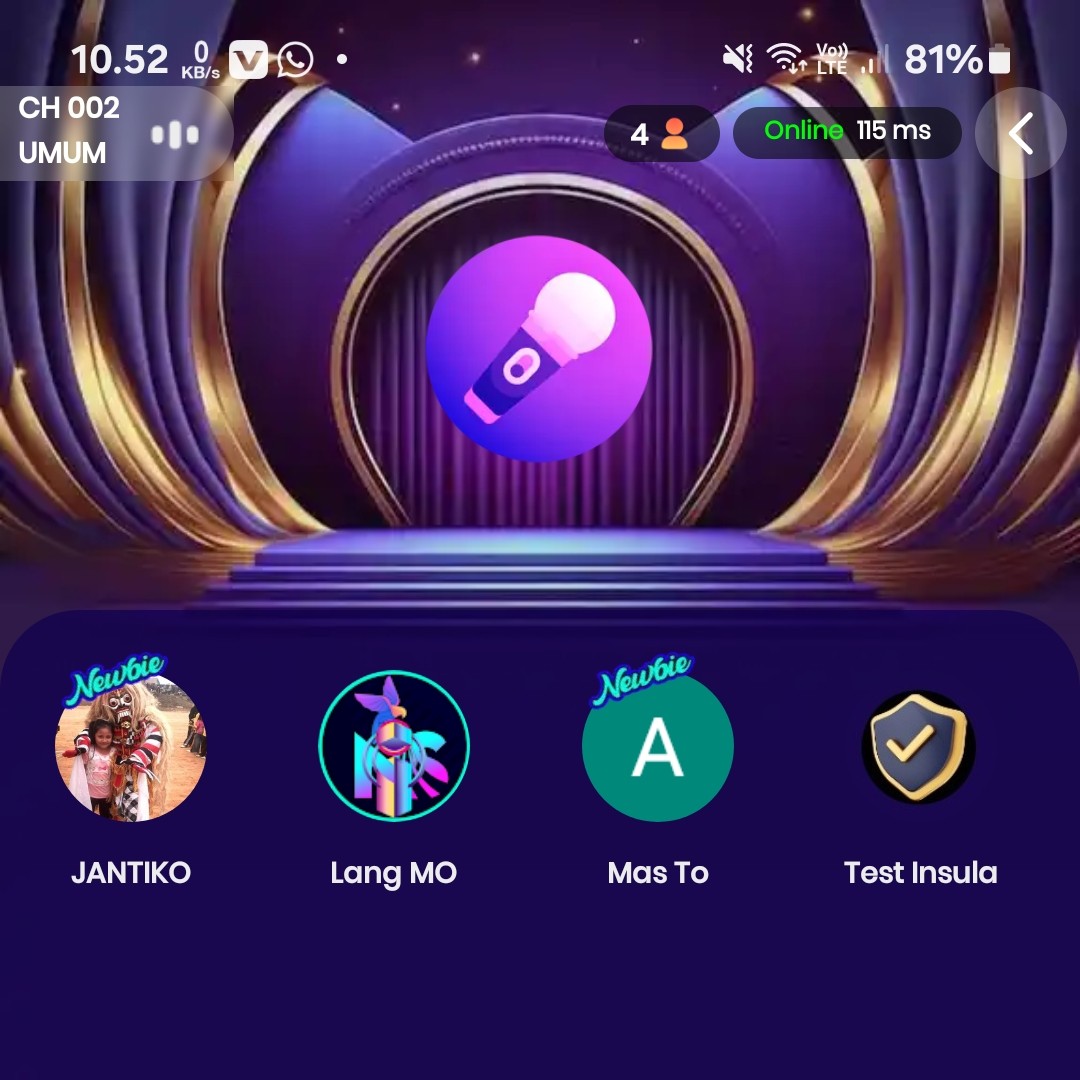 10.52 0 KB/s V Vo)) LTE 81%
CH 002
UMUM
4
Online 115 ms
Newbie
Newbie
A
JANTIKO
Lang MO
Mas To
Test Insula